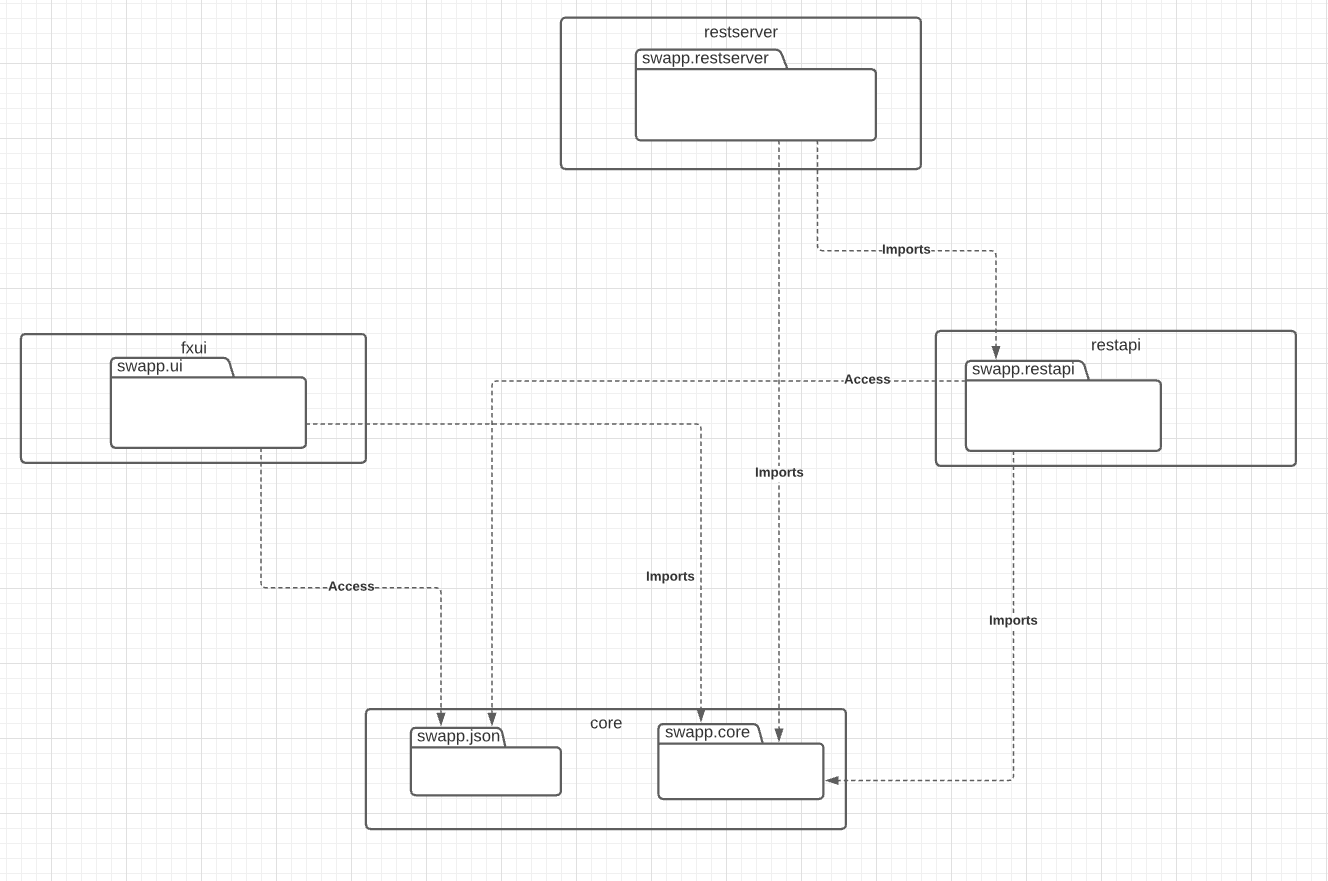 restserver
swapp.restserver
Imports
fxui
swapp.ui
restapi
swapp.restapi
Access
Imports
Imports
Access
Imports
core
swapp.json
swapp.core